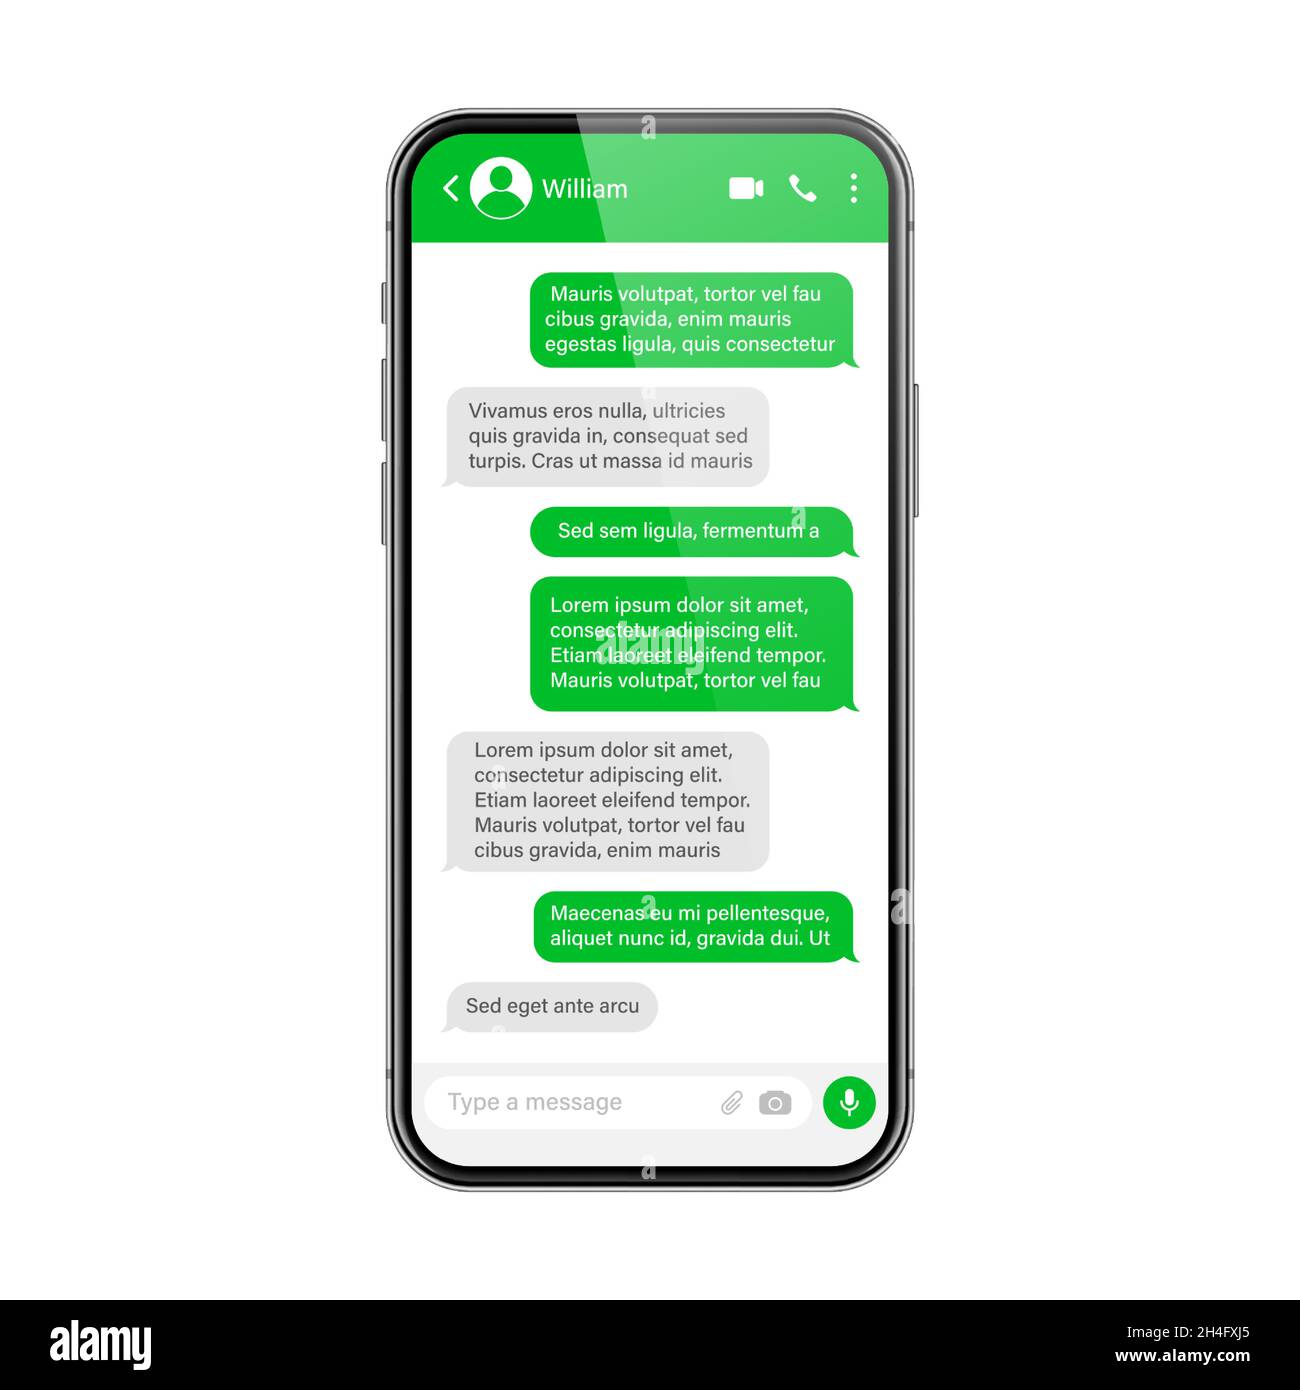 William
Mauris volutpat, tortor vel fau
cibus gravida, enim mauris
egestas ligula, quis consectetur
Vivamus eros nulla, ultricies
quis gravida in, consequat sed
turpis. Cras ut massa id mauris
Sed sem ligula, fermentum a
Lorem ipsum dolor sit amet,
consectetur adipiscing elit.
Etiam laoreet eleifend tempor.
Mauris volutpat, tortor vel fau
Lorem ipsum dolor sit amet,
consectetur adipiscing elit.
Etiam laoreet eleifend tempor.
Mauris volutpat, tortor vel fau
cibus gravida, enim mauris
Maecenas eu mi pellentesque,
aliquet nunc id, gravida dui. Ut
Sed eget ante arcu
Type a message
alamy
a
a
a
a
a
a
a
a
alamy
Image ID: 2H4FXJ5
www.alamy.com